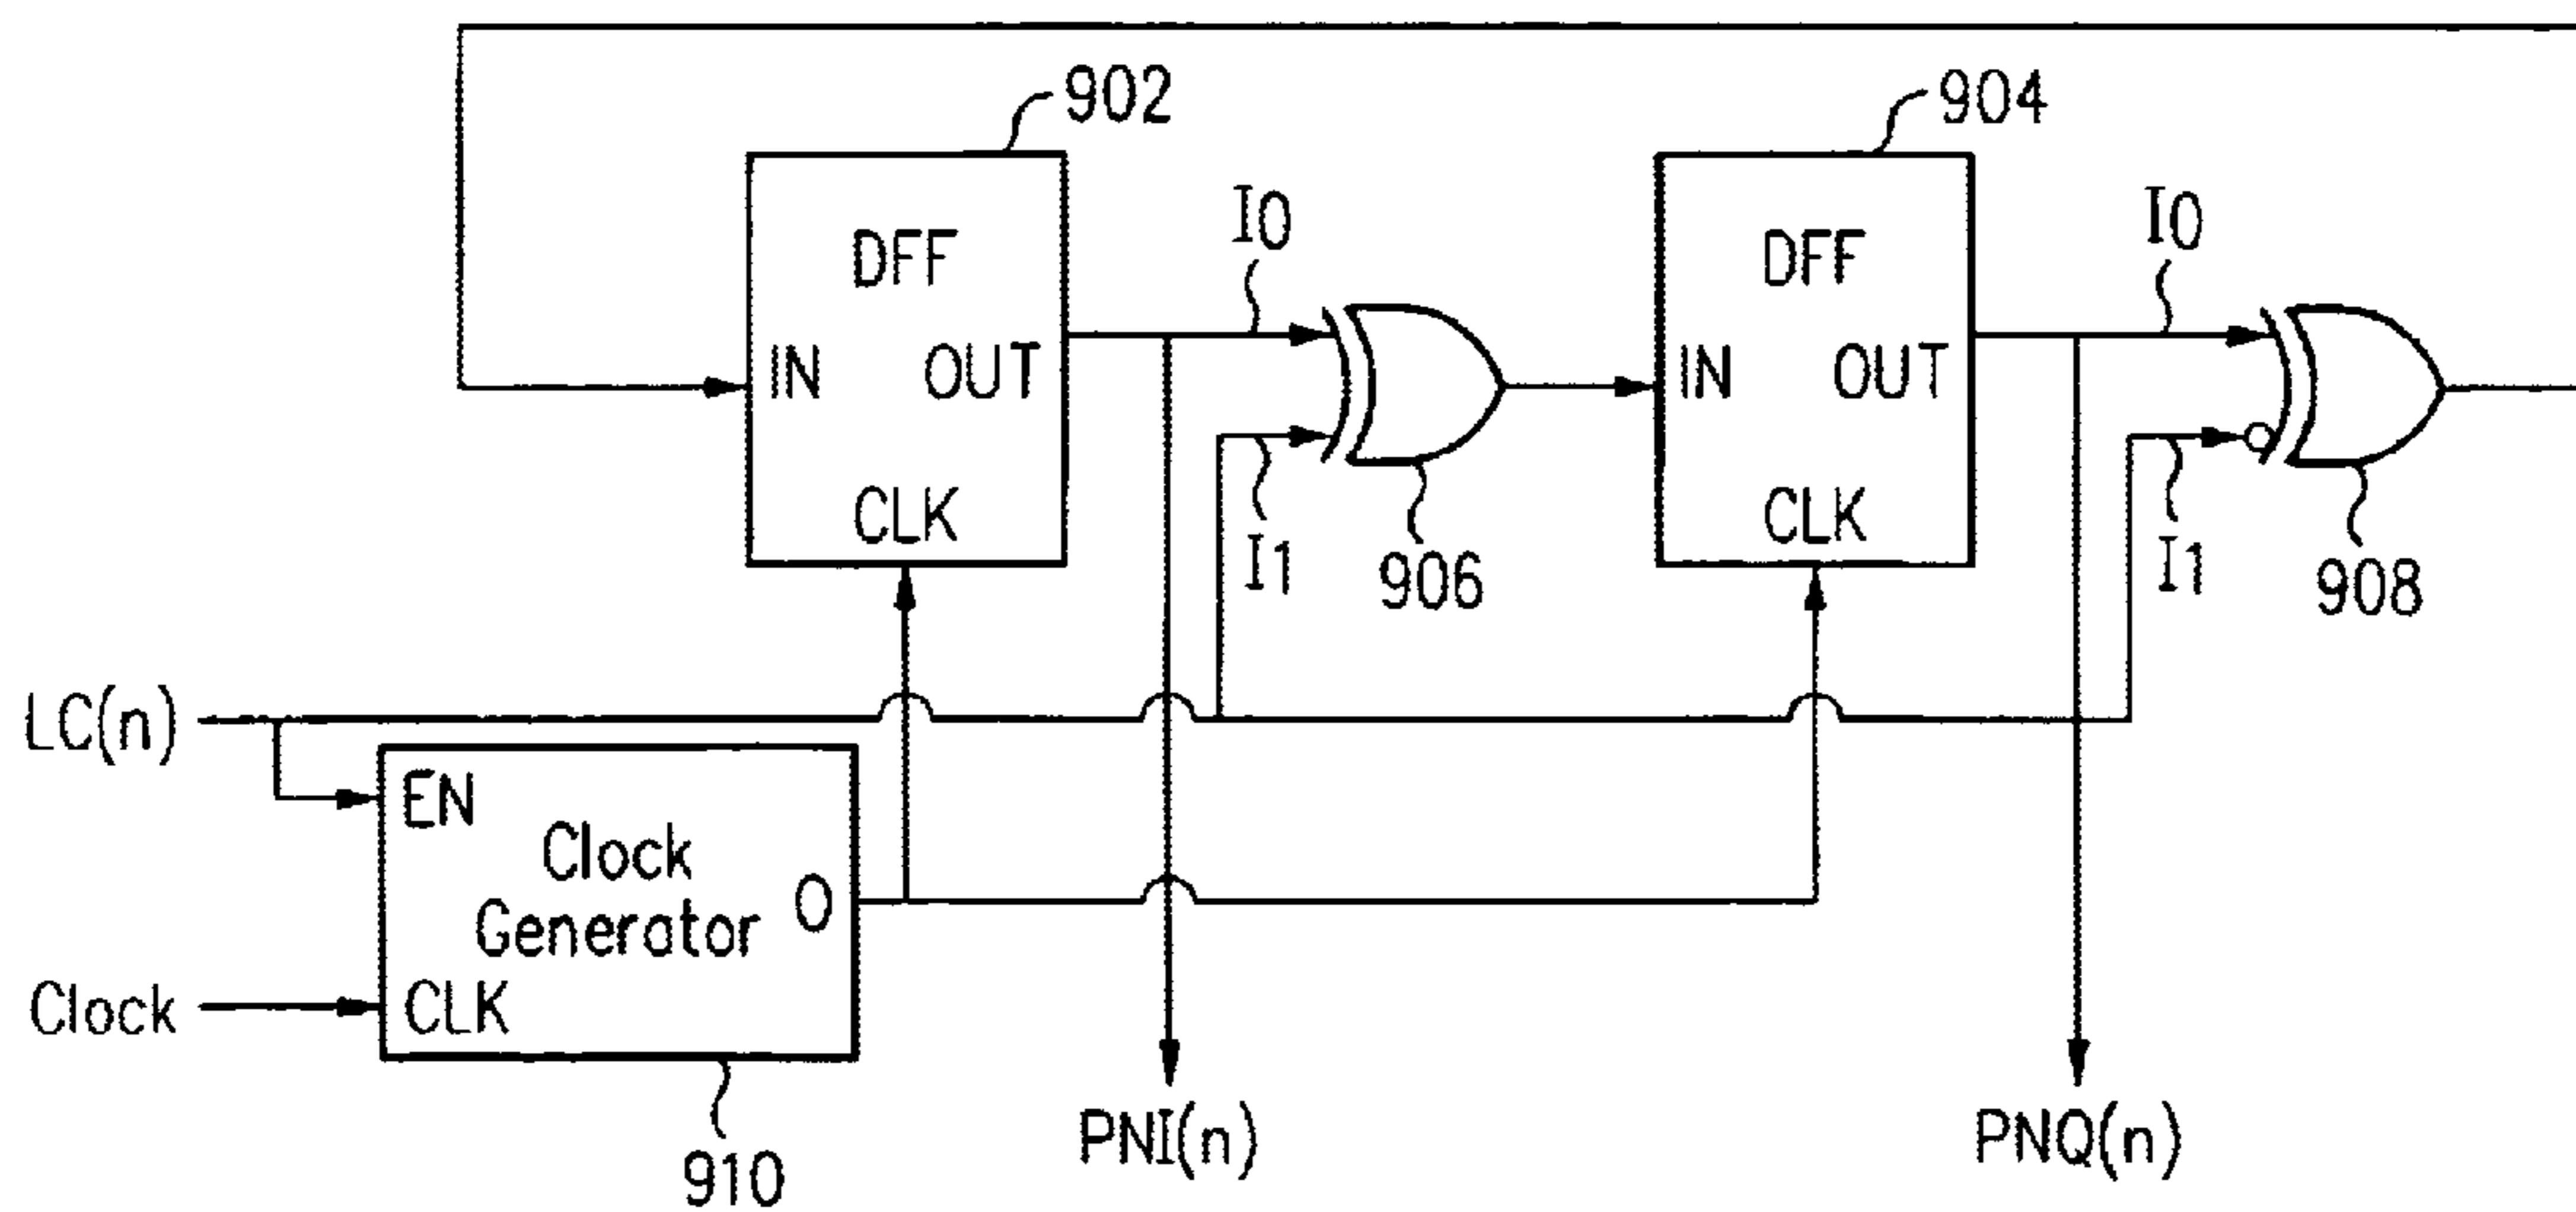 902
904
I0
I0
DFF
DFF
IN
OUT
IN
OUT
CLK
CLK
I1
906
I1
908
LC(n)
EN
Clock
Generator
O
Clock
CLK
PNI(n)
PNQ(n)
910